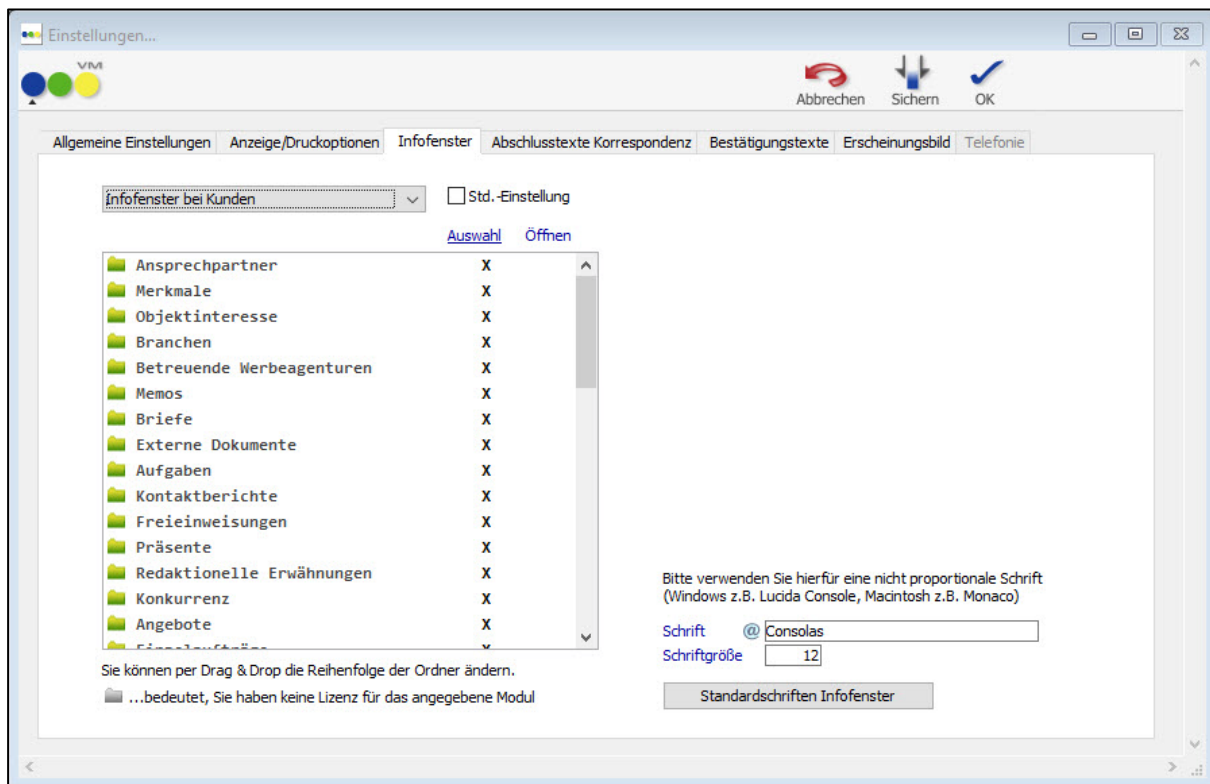 Einstellungen...
VM
Abbrechen Sichern OK
Allgemeine Einstellungen Anzeige/Druckoptionen Infofenster Abschlusstexte Korrespondenz Bestätigungstexte Erscheinungsbild Telefonie
Infofenster bei Kunden Std.-Einstellung
Auswahl Öffnen
Ansprechpartner X
Merkmale X
Objektinteresse X
Branchen X
Betreuende Werbeagenturen X
Memos X
Briefe X
Externe Dokumente X
Aufgaben X
Kontaktberichte X
Freieinweisungen X
Präsente X
Redaktionelle Erwähnungen X
Konkurrenz X
Angebote X
Bitte verwenden Sie hierfür eine nicht proportionale Schrift
(Windows z.B. Lucida Console, Macintosh z.B. Monaco)
Schrift @ Consolas
Schriftgröße 12
Standardschriften Infofenster
Sie können per Drag & Drop die Reihenfolge der Ordner ändern.
...bedeutet, Sie haben keine Lizenz für das angegebene Modul